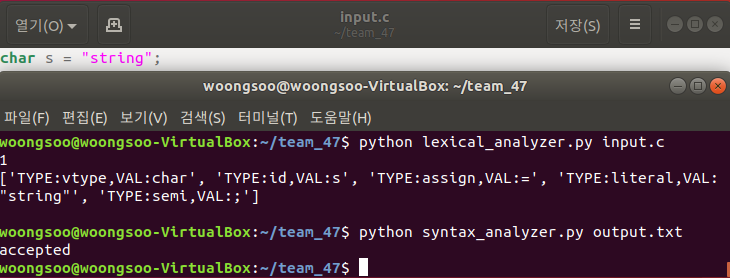 열기(O)
input.c
~/team_47
저장(S)
char s = "string";
woongsoo@woongsoo-VirtualBox: ~/team_47
파일(F) 편집(E) 보기(V) 검색(S) 터미널(T) 도움말(H)
woongsoo@woongsoo-VirtualBox:~/team_47$ python lexical_analyzer.py input.c
1
['TYPE:vtype,VAL:char', 'TYPE:id,VAL:s', 'TYPE:assign,VAL:=', 'TYPE:literal,VAL:
"string"', 'TYPE:semi,VAL:;']
woongsoo@woongsoo-VirtualBox:~/team_47$ python syntax_analyzer.py output.txt
accepted
woongsoo@woongsoo-VirtualBox:~/team_47$